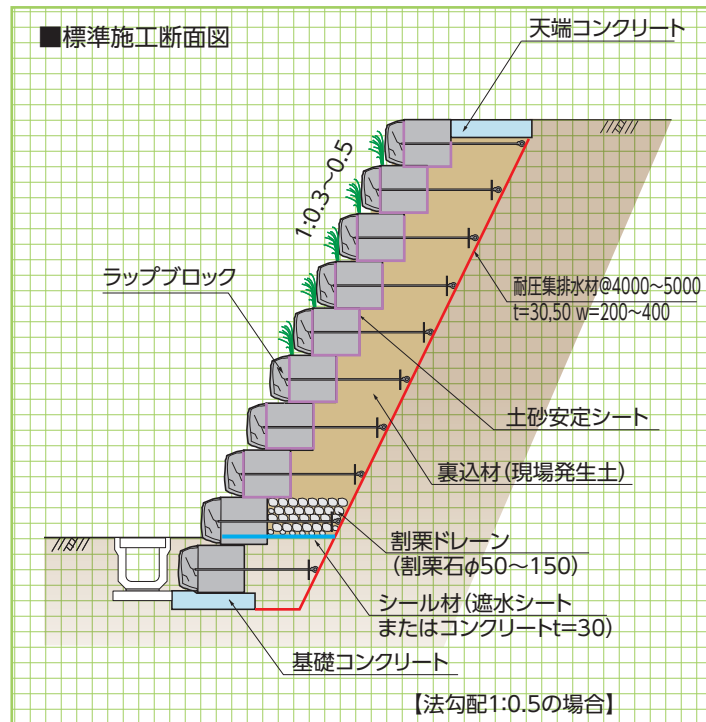 ■標準施工断面図
天端コンクリート
1:0.3~0.5
ラップブロック
耐圧集排水材@4000~5000
t=30,50 w=200~400
土砂安定シート
裏込材(現場発生土)
割栗ドレーン
(割栗石φ50~150)
シール材(遮水シート
またはコンクリートt=30)
基礎コンクリート
【法勾配1:0.5の場合】